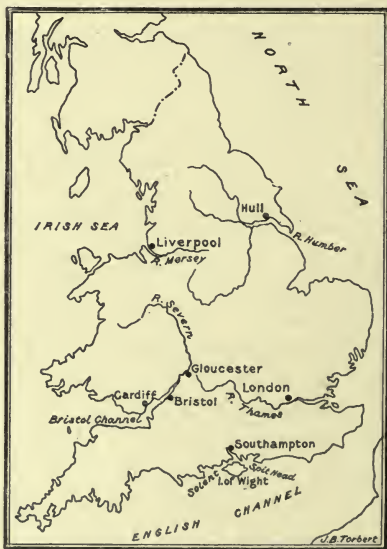 NORTH
SEA
Hull
R. Humber
IRISH SEA
Liverpool
R. Mersey
R. Severn
Gloucester
Cardiff
Bristol
London
R. Thames
Bristol Channel
Southampton
Solent
Spit Head
I. of Wight
ENGLISH CHANNEL
J.B. Torbert